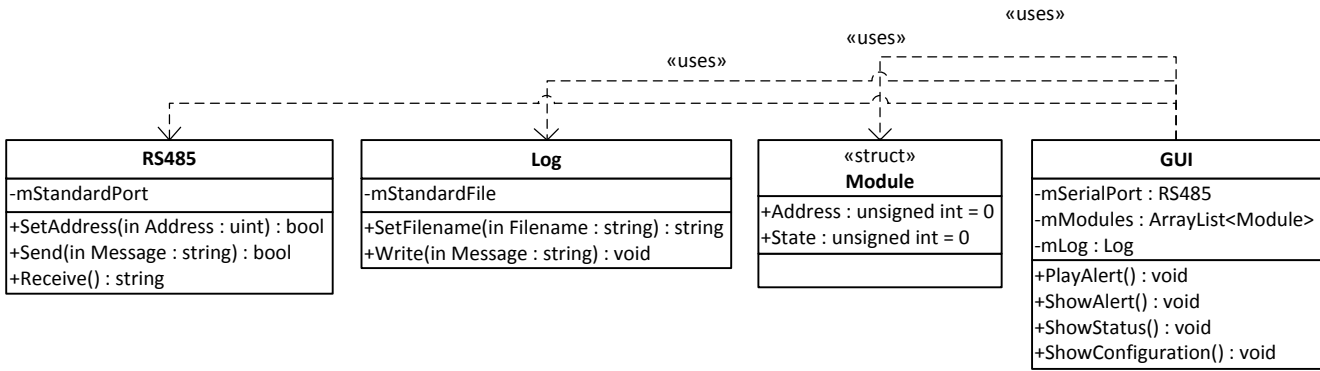 «uses»
«uses»
«uses»
RS485
-mStandardPort
+SetAddress(in Address : uint) : bool
+Send(in Message : string) : bool
+Receive() : string
Log
-mStandardFile
+SetFilename(in Filename : string) : string
+Write(in Message : string) : void
«struct»
Module
+Address : unsigned int = 0
+State : unsigned int = 0
GUI
-mSerialPort : RS485
-mModules : ArrayList<Module>
-mLog : Log
+PlayAlert() : void
+ShowAlert() : void
+ShowStatus() : void
+ShowConfiguration() : void